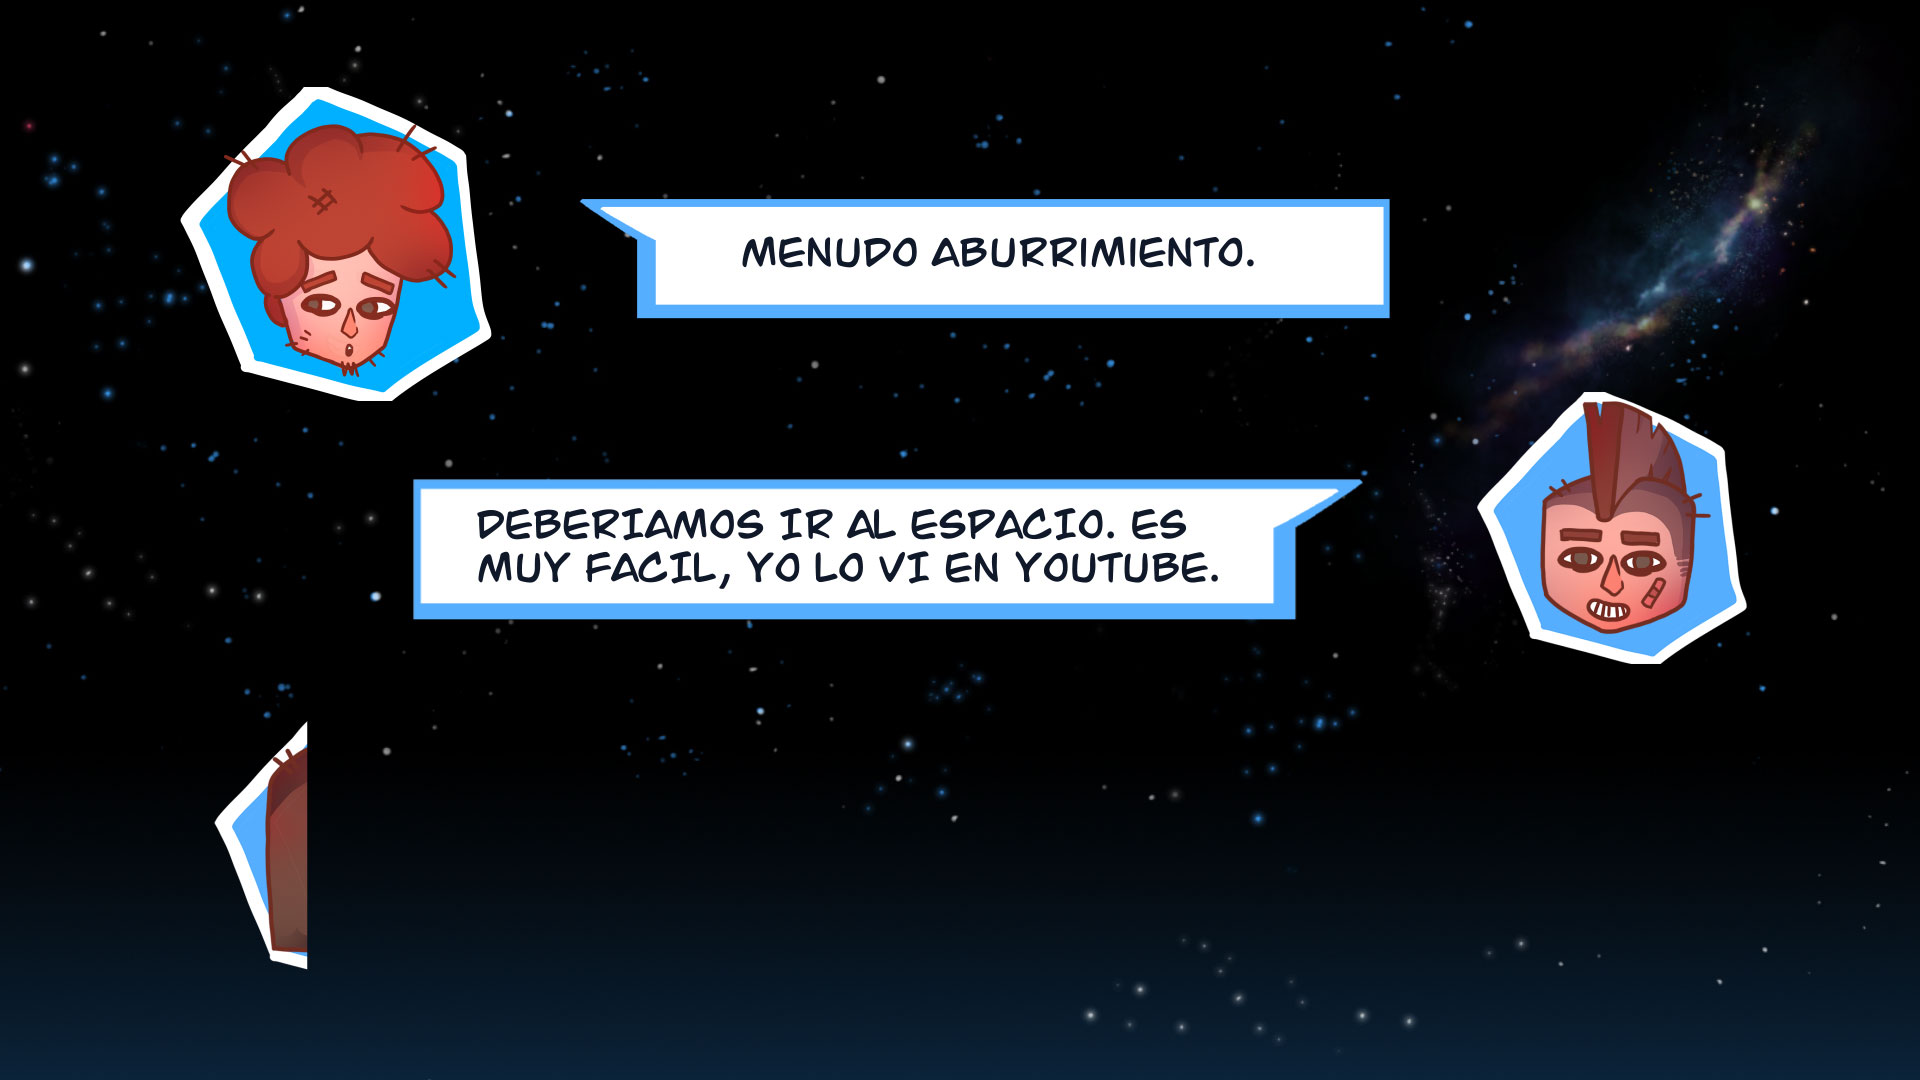 MENUDO ABURRIMIENTO.
DEBERIAMOS IR AL ESPACIO. ES
MUY FACIL, YO LO VI EN YOUTUBE.